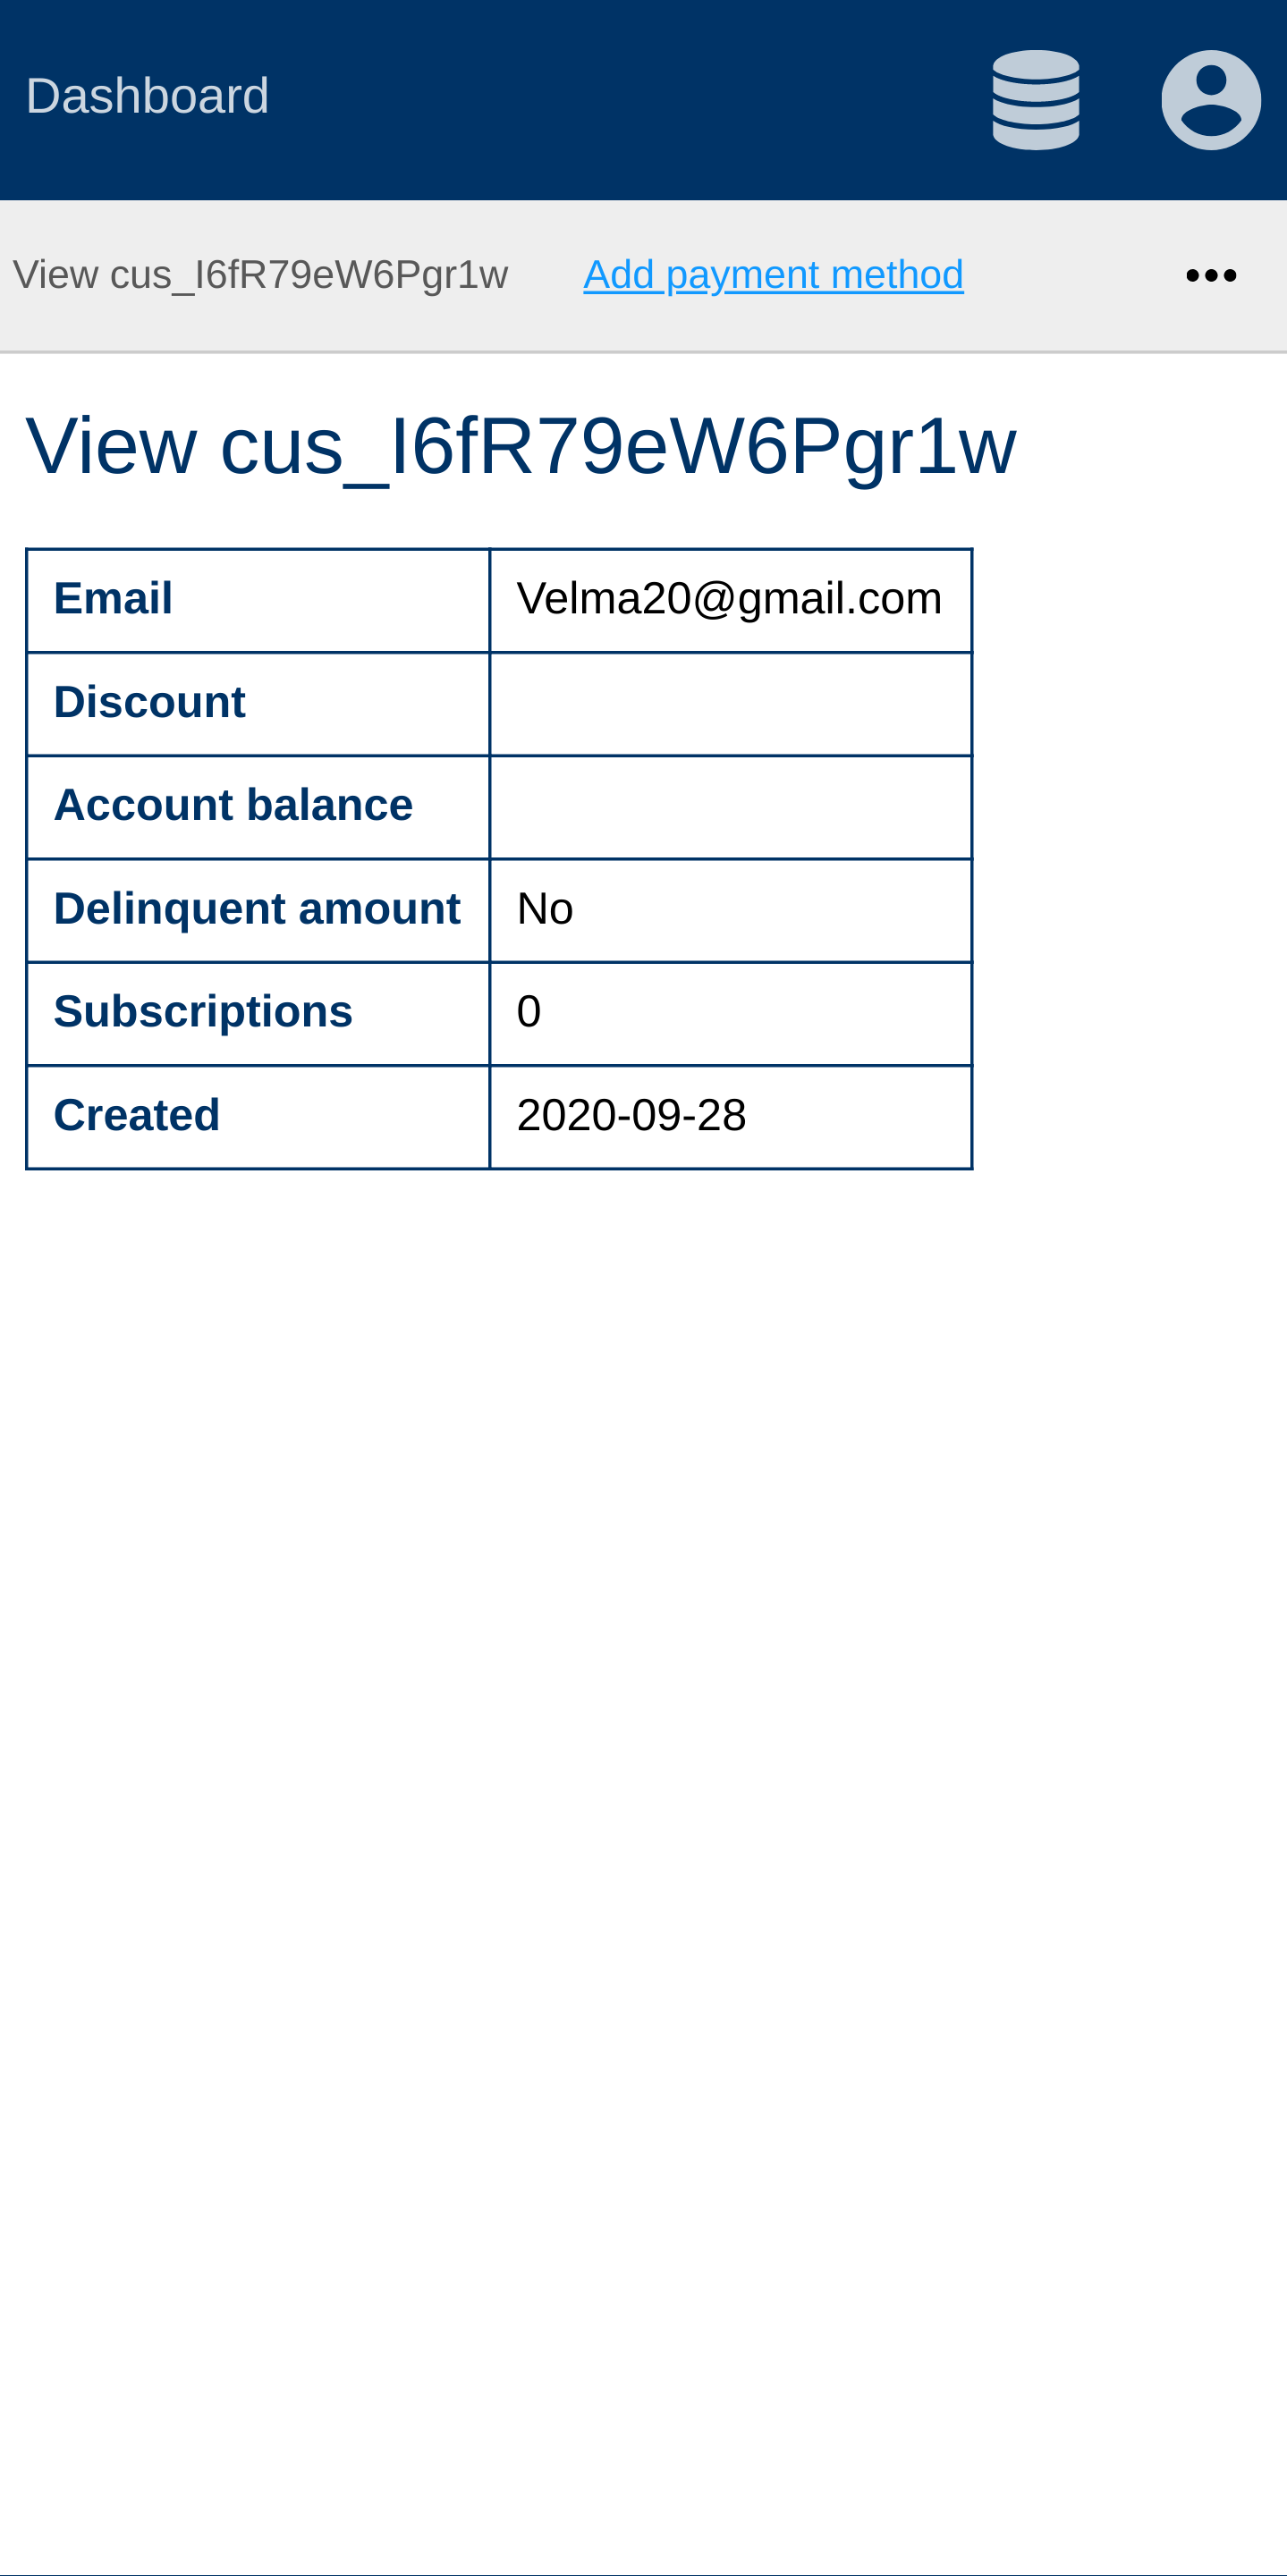 Dashboard
View cus_I6fR79eW6Pgr1w Add payment method •••
View cus_I6fR79eW6Pgr1w
Email Velma20@gmail.com
Discount
Account balance
Delinquent amount No
Subscriptions 0
Created 2020-09-28